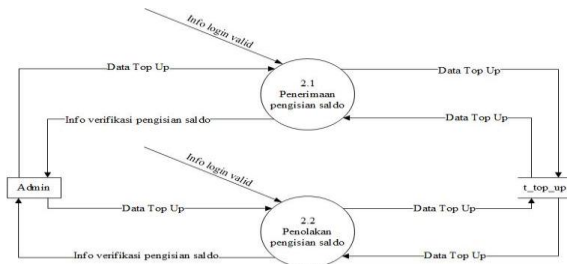 Info login valid
Data Top Up
Data Top Up
2.1
Penerimaan
pengisian saldo
Info verifikasi pengisian saldo
Data Top Up
Info login valid
Admin
t_top_up
2.2
Penolakan
pengisian saldo
Data Top Up
Data Top Up
Info verifikasi pengisian saldo
Data Top Up